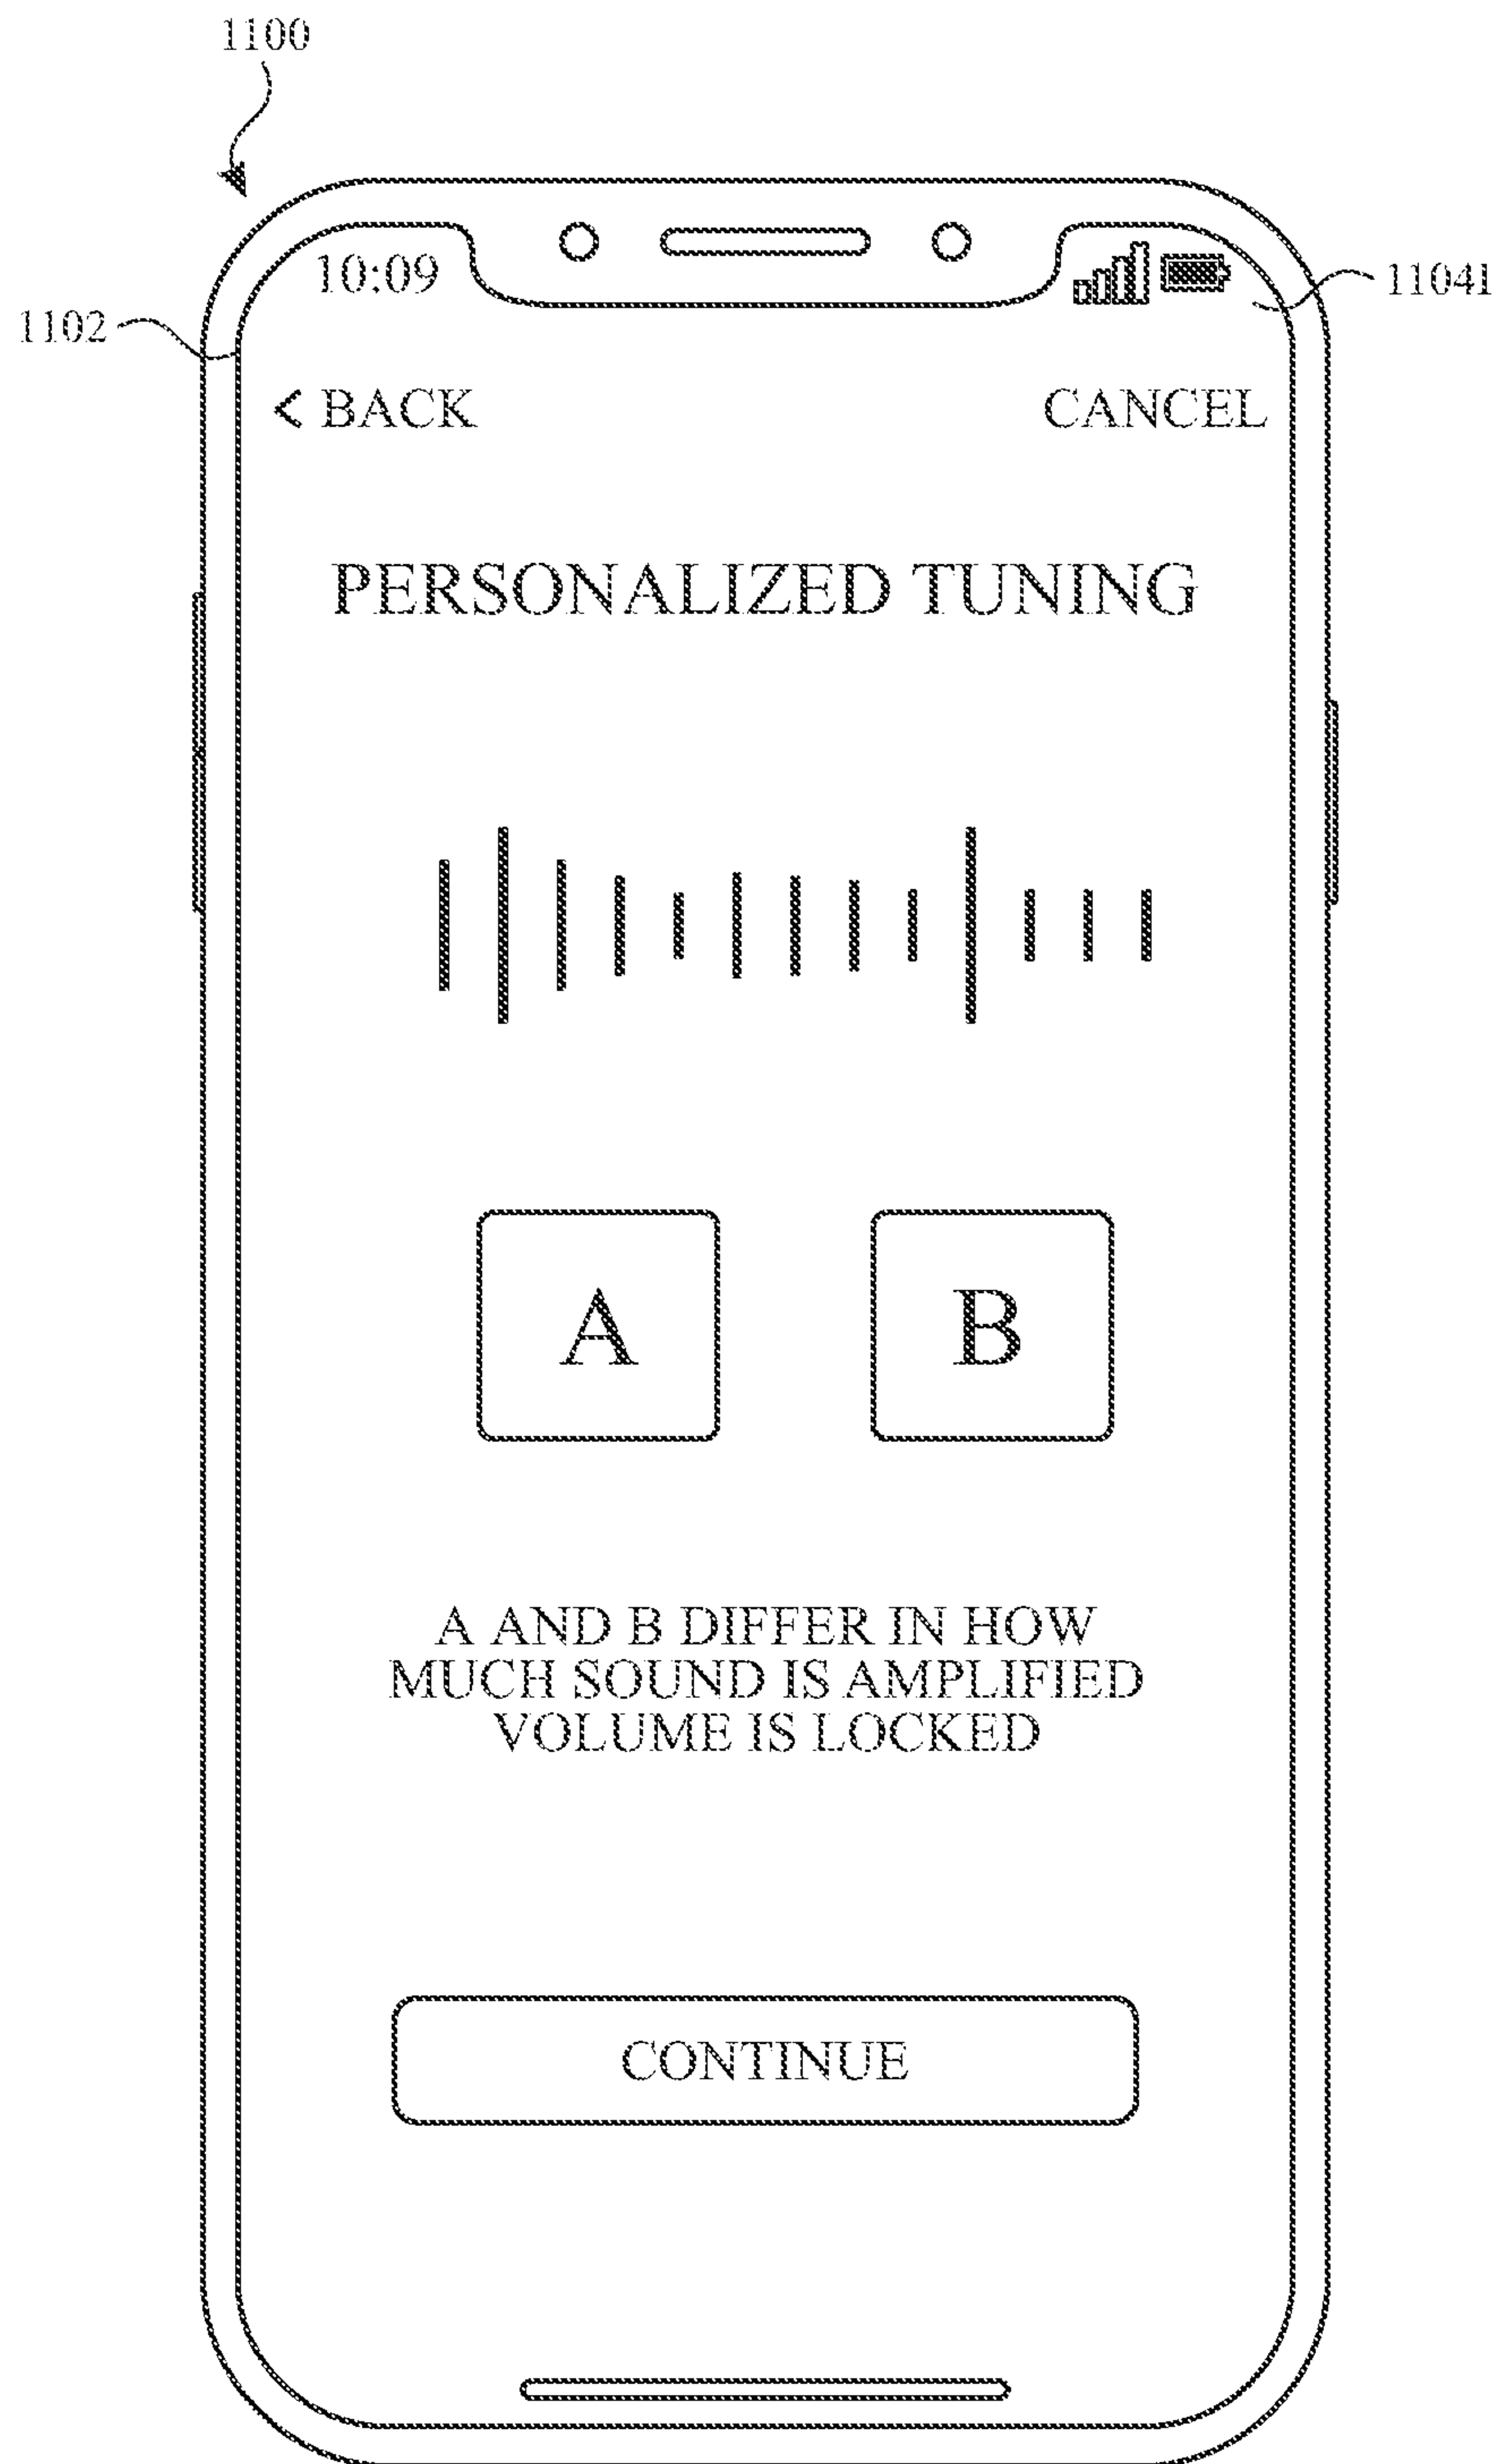 1100
10:09
1104I
1102
< BACK
CANCEL
PERSONALIZED TUNING
A
B
A AND B DIFFER IN HOW
MUCH SOUND IS AMPLIFIED
VOLUME IS LOCKED
CONTINUE